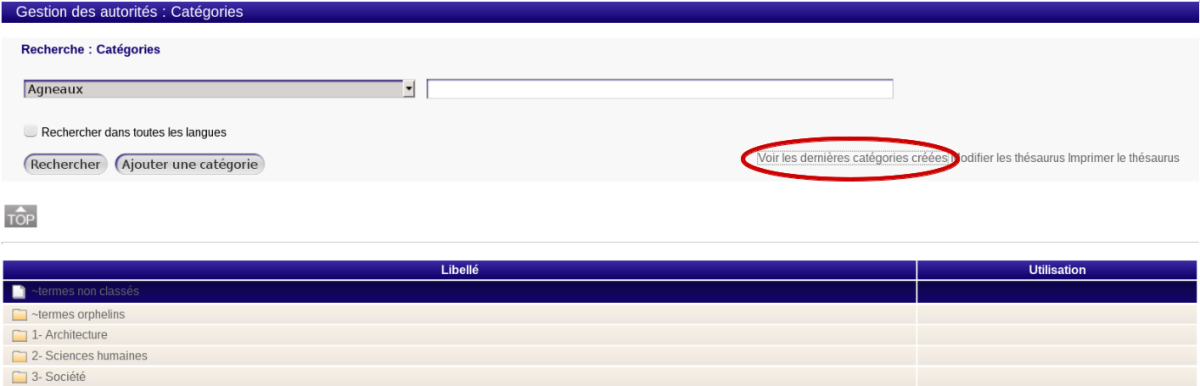 Gestion des autorités : Catégories
Recherche : Catégories
Agneaux
Rechercher dans toutes les langues
Rechercher Ajouter une catégorie Voir les dernières catégories créées Modifier les thésaurus Imprimer le thésaurus
TOP
Libellé Utilisation
~termes non classés
~termes orphelins
1- Architecture
2- Sciences humaines
3- Société